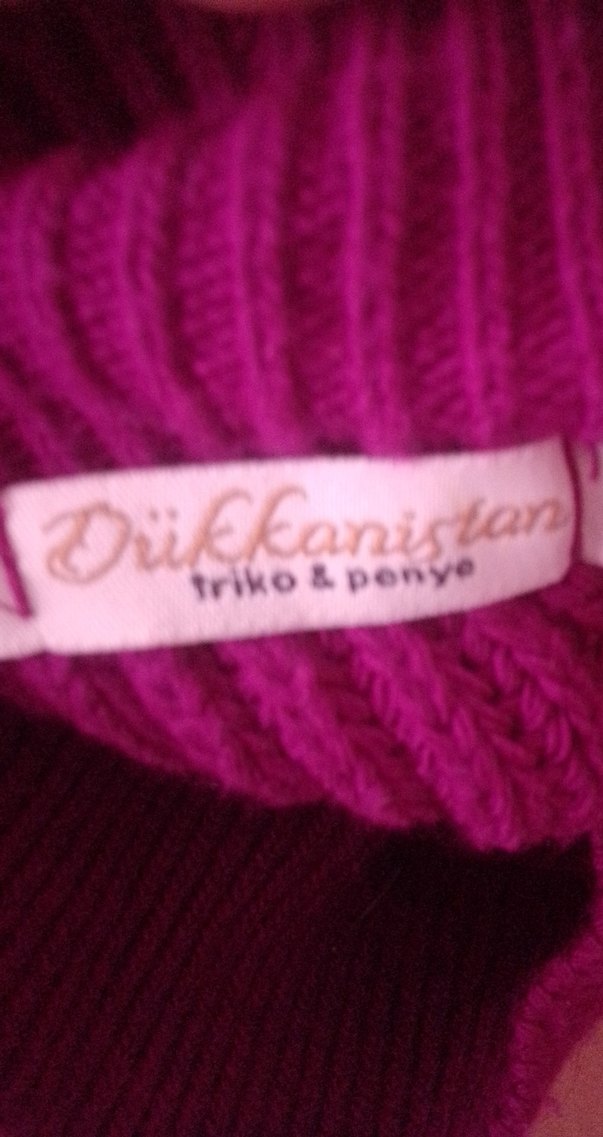 Dükkanistan
triko & penye